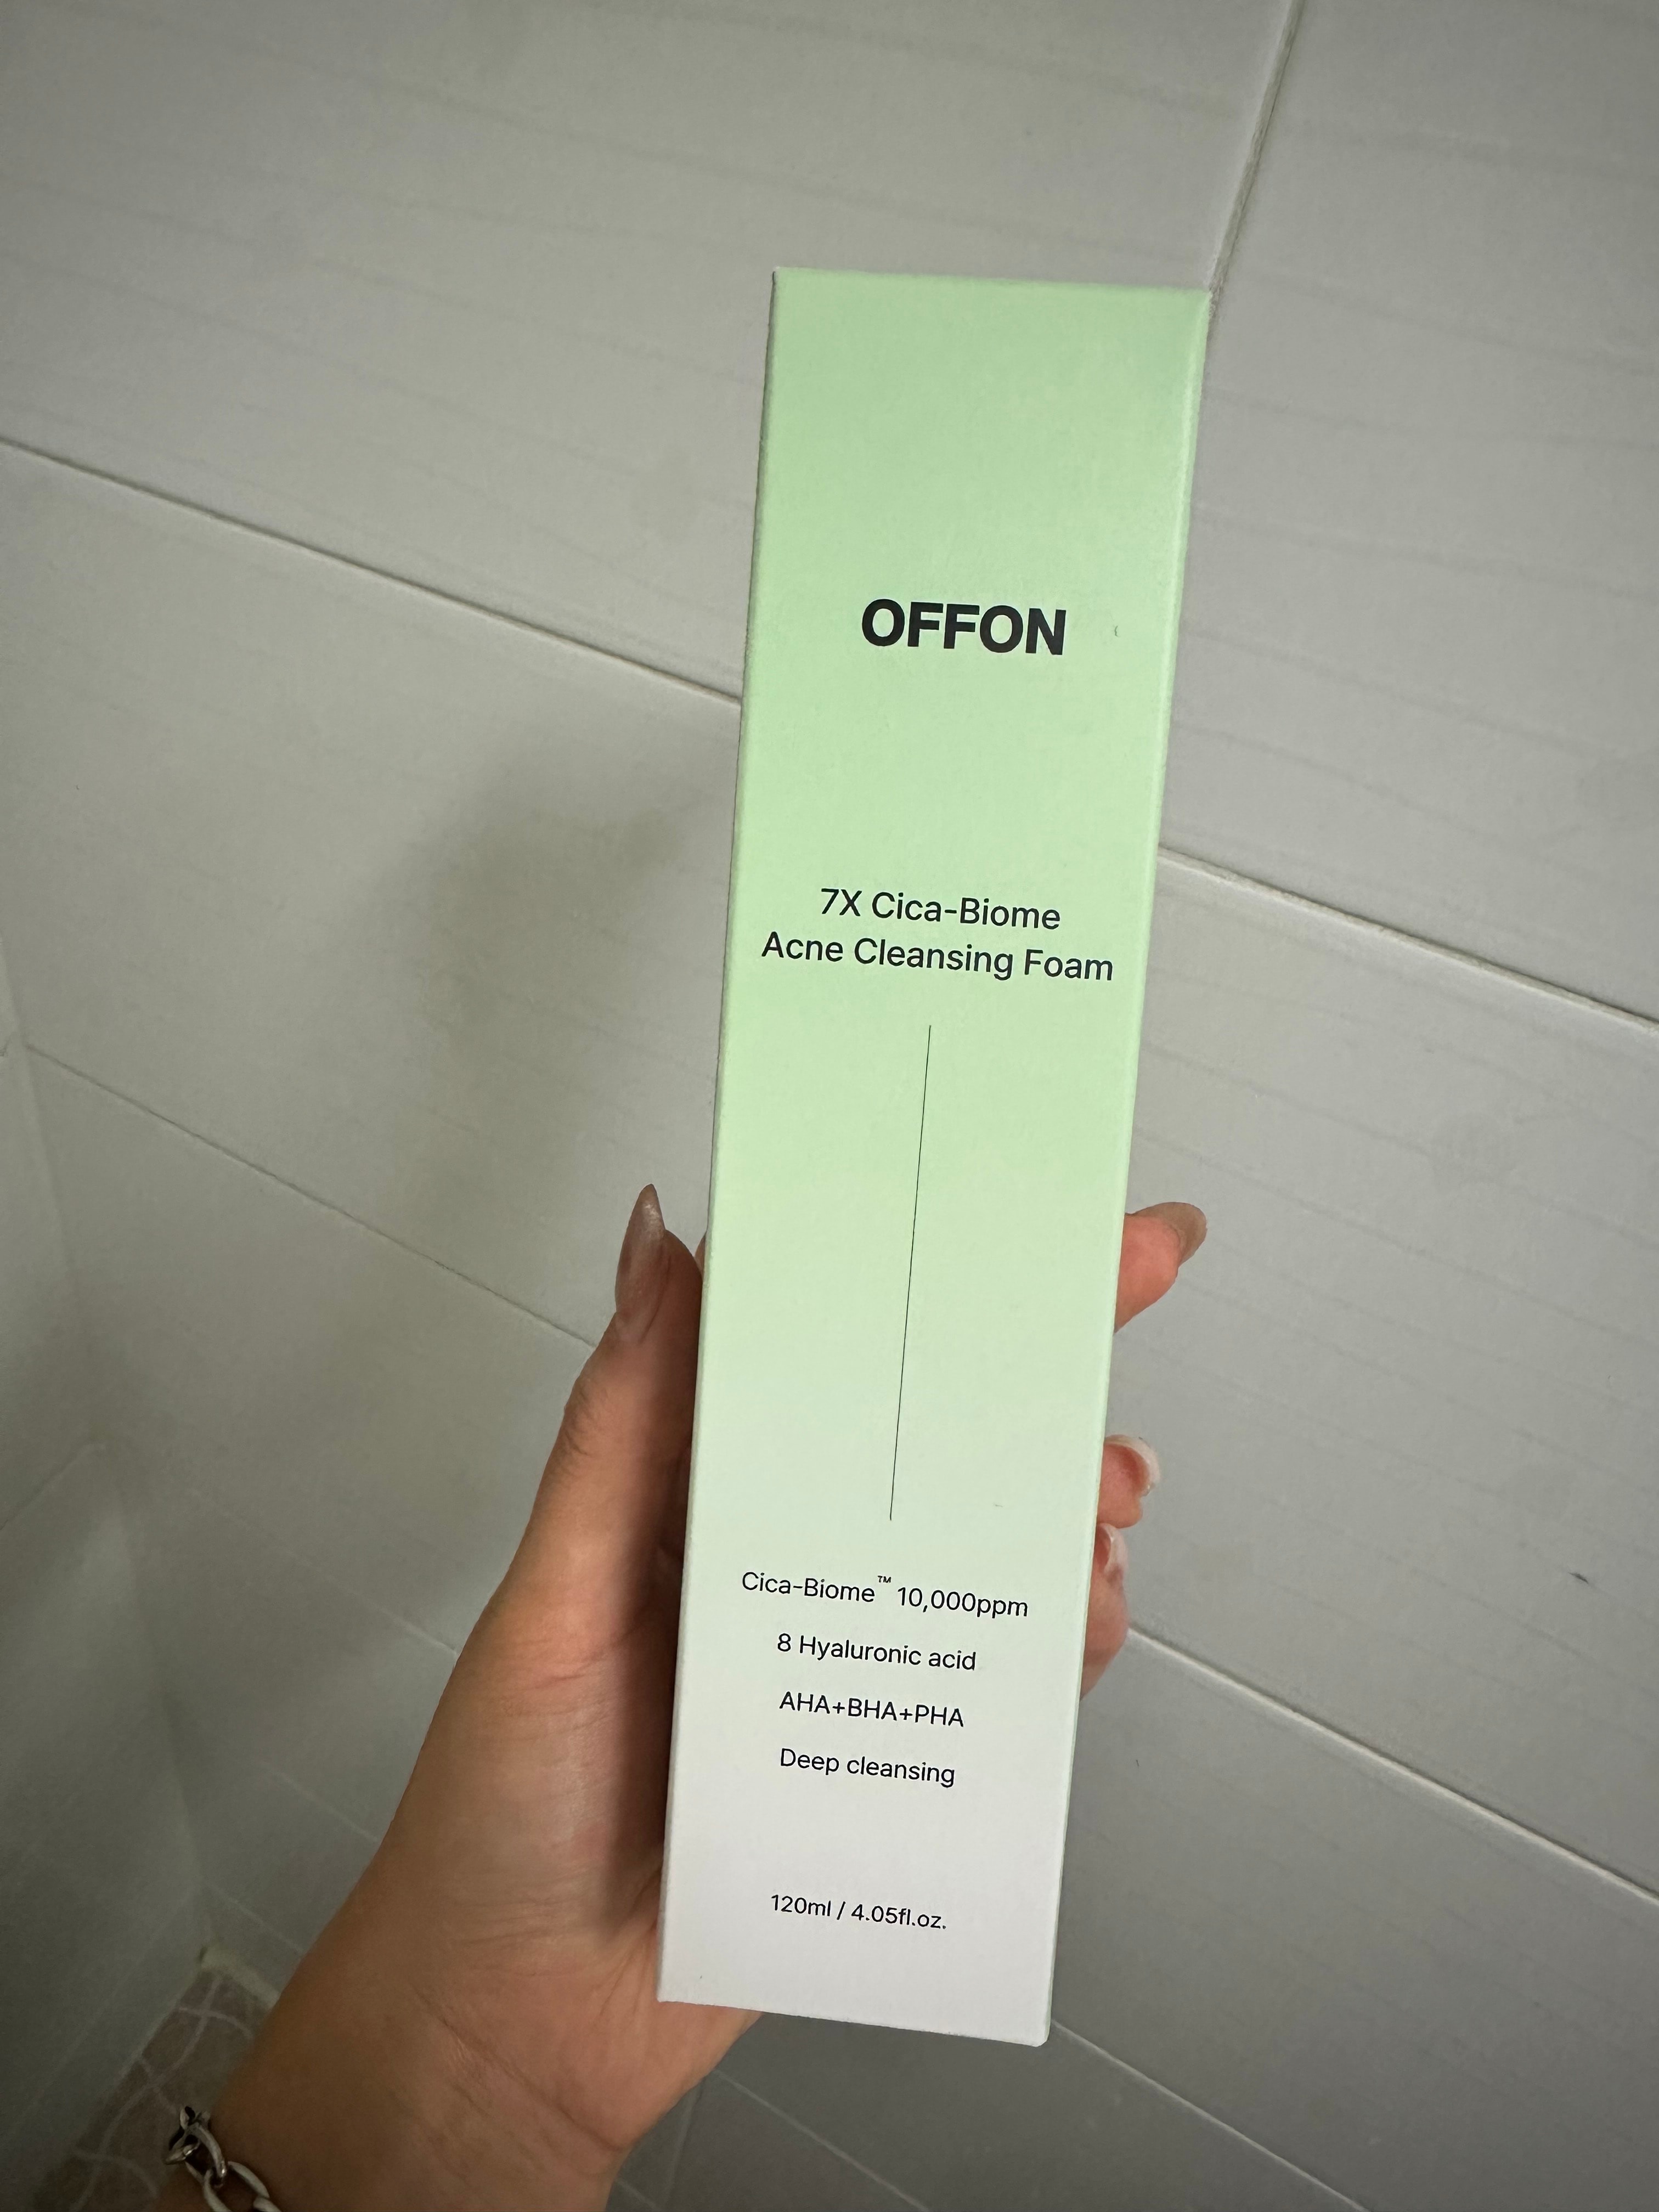 OFFON
7X Cica-Biome
Acne Cleansing Foam
Cica-Biome™ 10,000ppm
8 Hyaluronic acid
AHA+BHA+PHA
Deep cleansing
120ml / 4.05fl.oz.